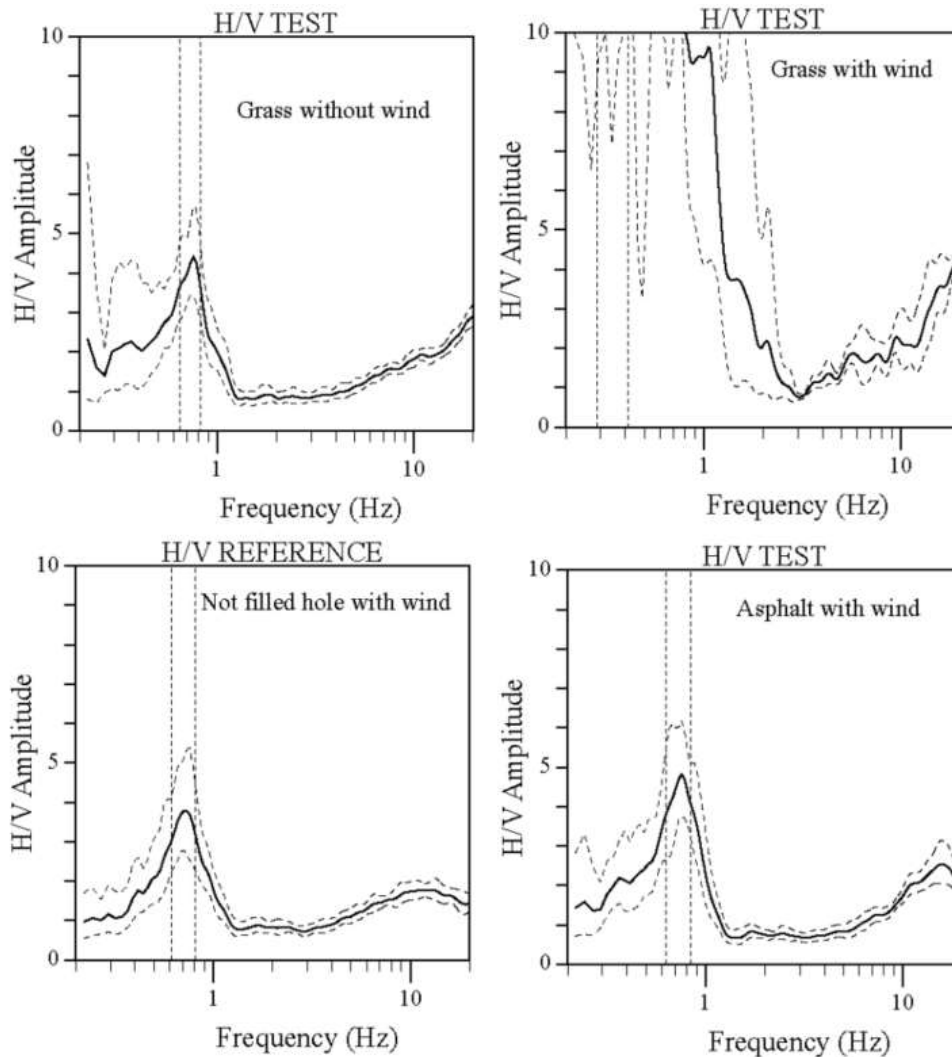 H/V TEST
10
Grass without wind
5
H/V Amplitude
0
1
10
Frequency (Hz)
H/V TEST
10
Grass with wind
5
H/V Amplitude
0
1
10
Frequency (Hz)
H/V REFERENCE
10
Not filled hole with wind
5
H/V Amplitude
0
1
10
Frequency (Hz)
H/V TEST
10
Asphalt with wind
5
H/V Amplitude
0
1
10
Frequency (Hz)